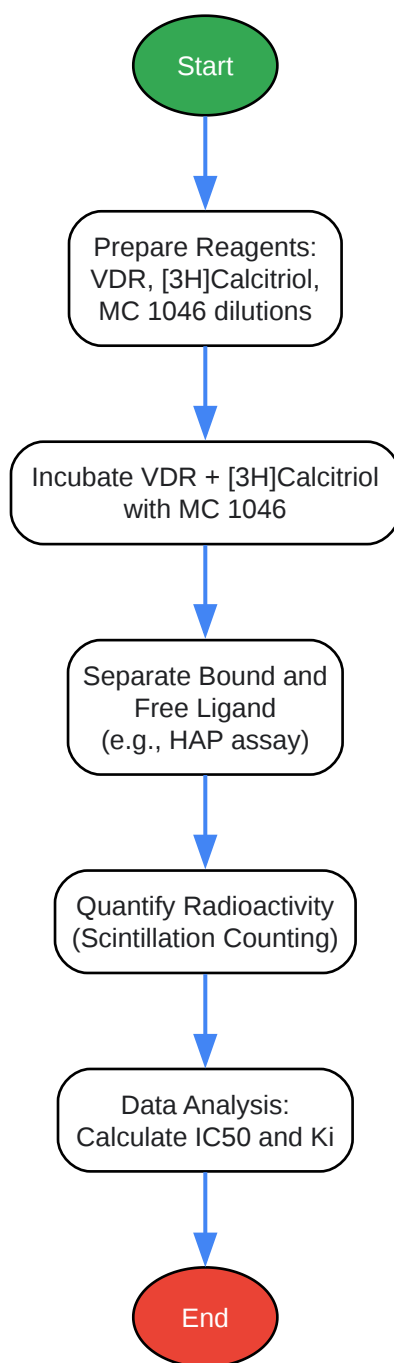 Start
Prepare Reagents:
VDR, [3H]Calcitriol,
MC 1046 dilutions
Incubate VDR + [3H]Calcitriol
with MC 1046
Separate Bound and
Free Ligand
(e.g., HAP assay)
Quantify Radioactivity
(Scintillation Counting)
Data Analysis:
Calculate IC50 and Ki
End